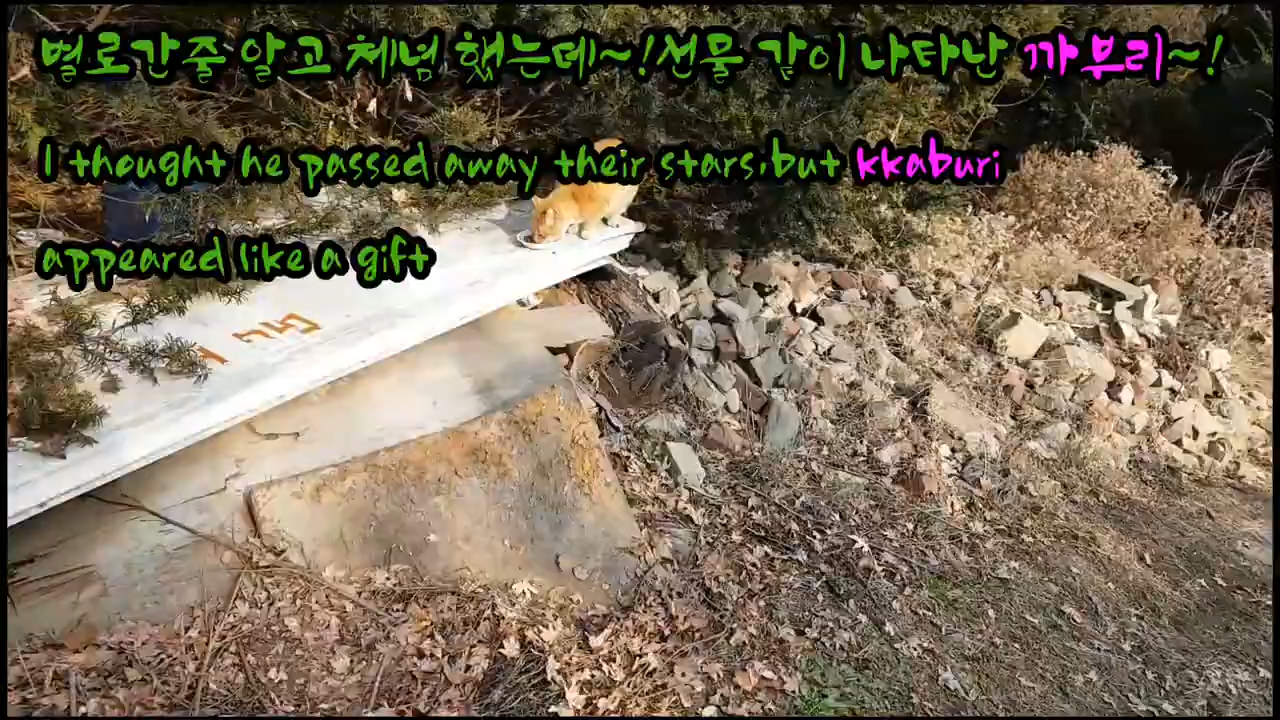 별로간줄 알고 체념 했는데~!선물 같이 나타난 까부리~!
I thought he passed away their stars,but kkaburi
appeared like a gift